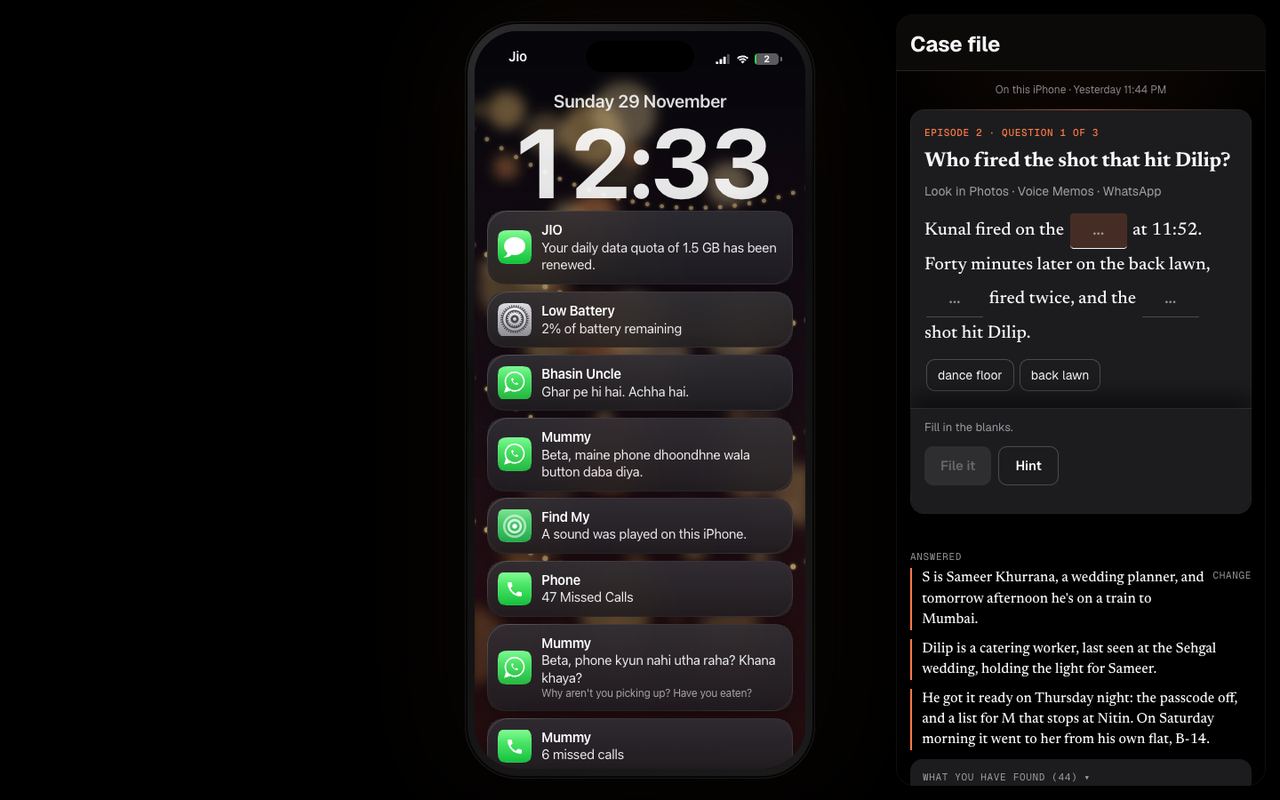 Jio
2
Sunday 29 November
12:33
JIO
Your daily data quota of 1.5 GB has been
renewed.
Low Battery
2% of battery remaining
Bhasin Uncle
Ghar pe hi hai. Achha hai.
Mummy
Beta, maine phone dhoondhne wala
button daba diya.
Find My
A sound was played on this iPhone.
Phone
47 Missed Calls
Mummy
Beta, phone kyun nahi utha raha? Khana
khaya?
Why aren't you picking up? Have you eaten?
Mummy
6 missed calls
Case file
On this iPhone · Yesterday 11:44 PM
EPISODE 2 · QUESTION 1 OF 3
Who fired the shot that hit Dilip?
Look in Photos · Voice Memos · WhatsApp
Kunal fired on the ... at 11:52.
Forty minutes later on the back lawn,
... fired twice, and the ...
shot hit Dilip.
dance floor back lawn
Fill in the blanks.
File it Hint
ANSWERED
S is Sameer Khurrana, a wedding planner, and CHANGE
tomorrow afternoon he's on a train to
Mumbai.
Dilip is a catering worker, last seen at the Sehgal
wedding, holding the light for Sameer.
He got it ready on Thursday night: the passcode off,
and a list for M that stops at Nitin. On Saturday
morning it went to her from his own flat, B-14.
WHAT YOU HAVE FOUND (44) ▾